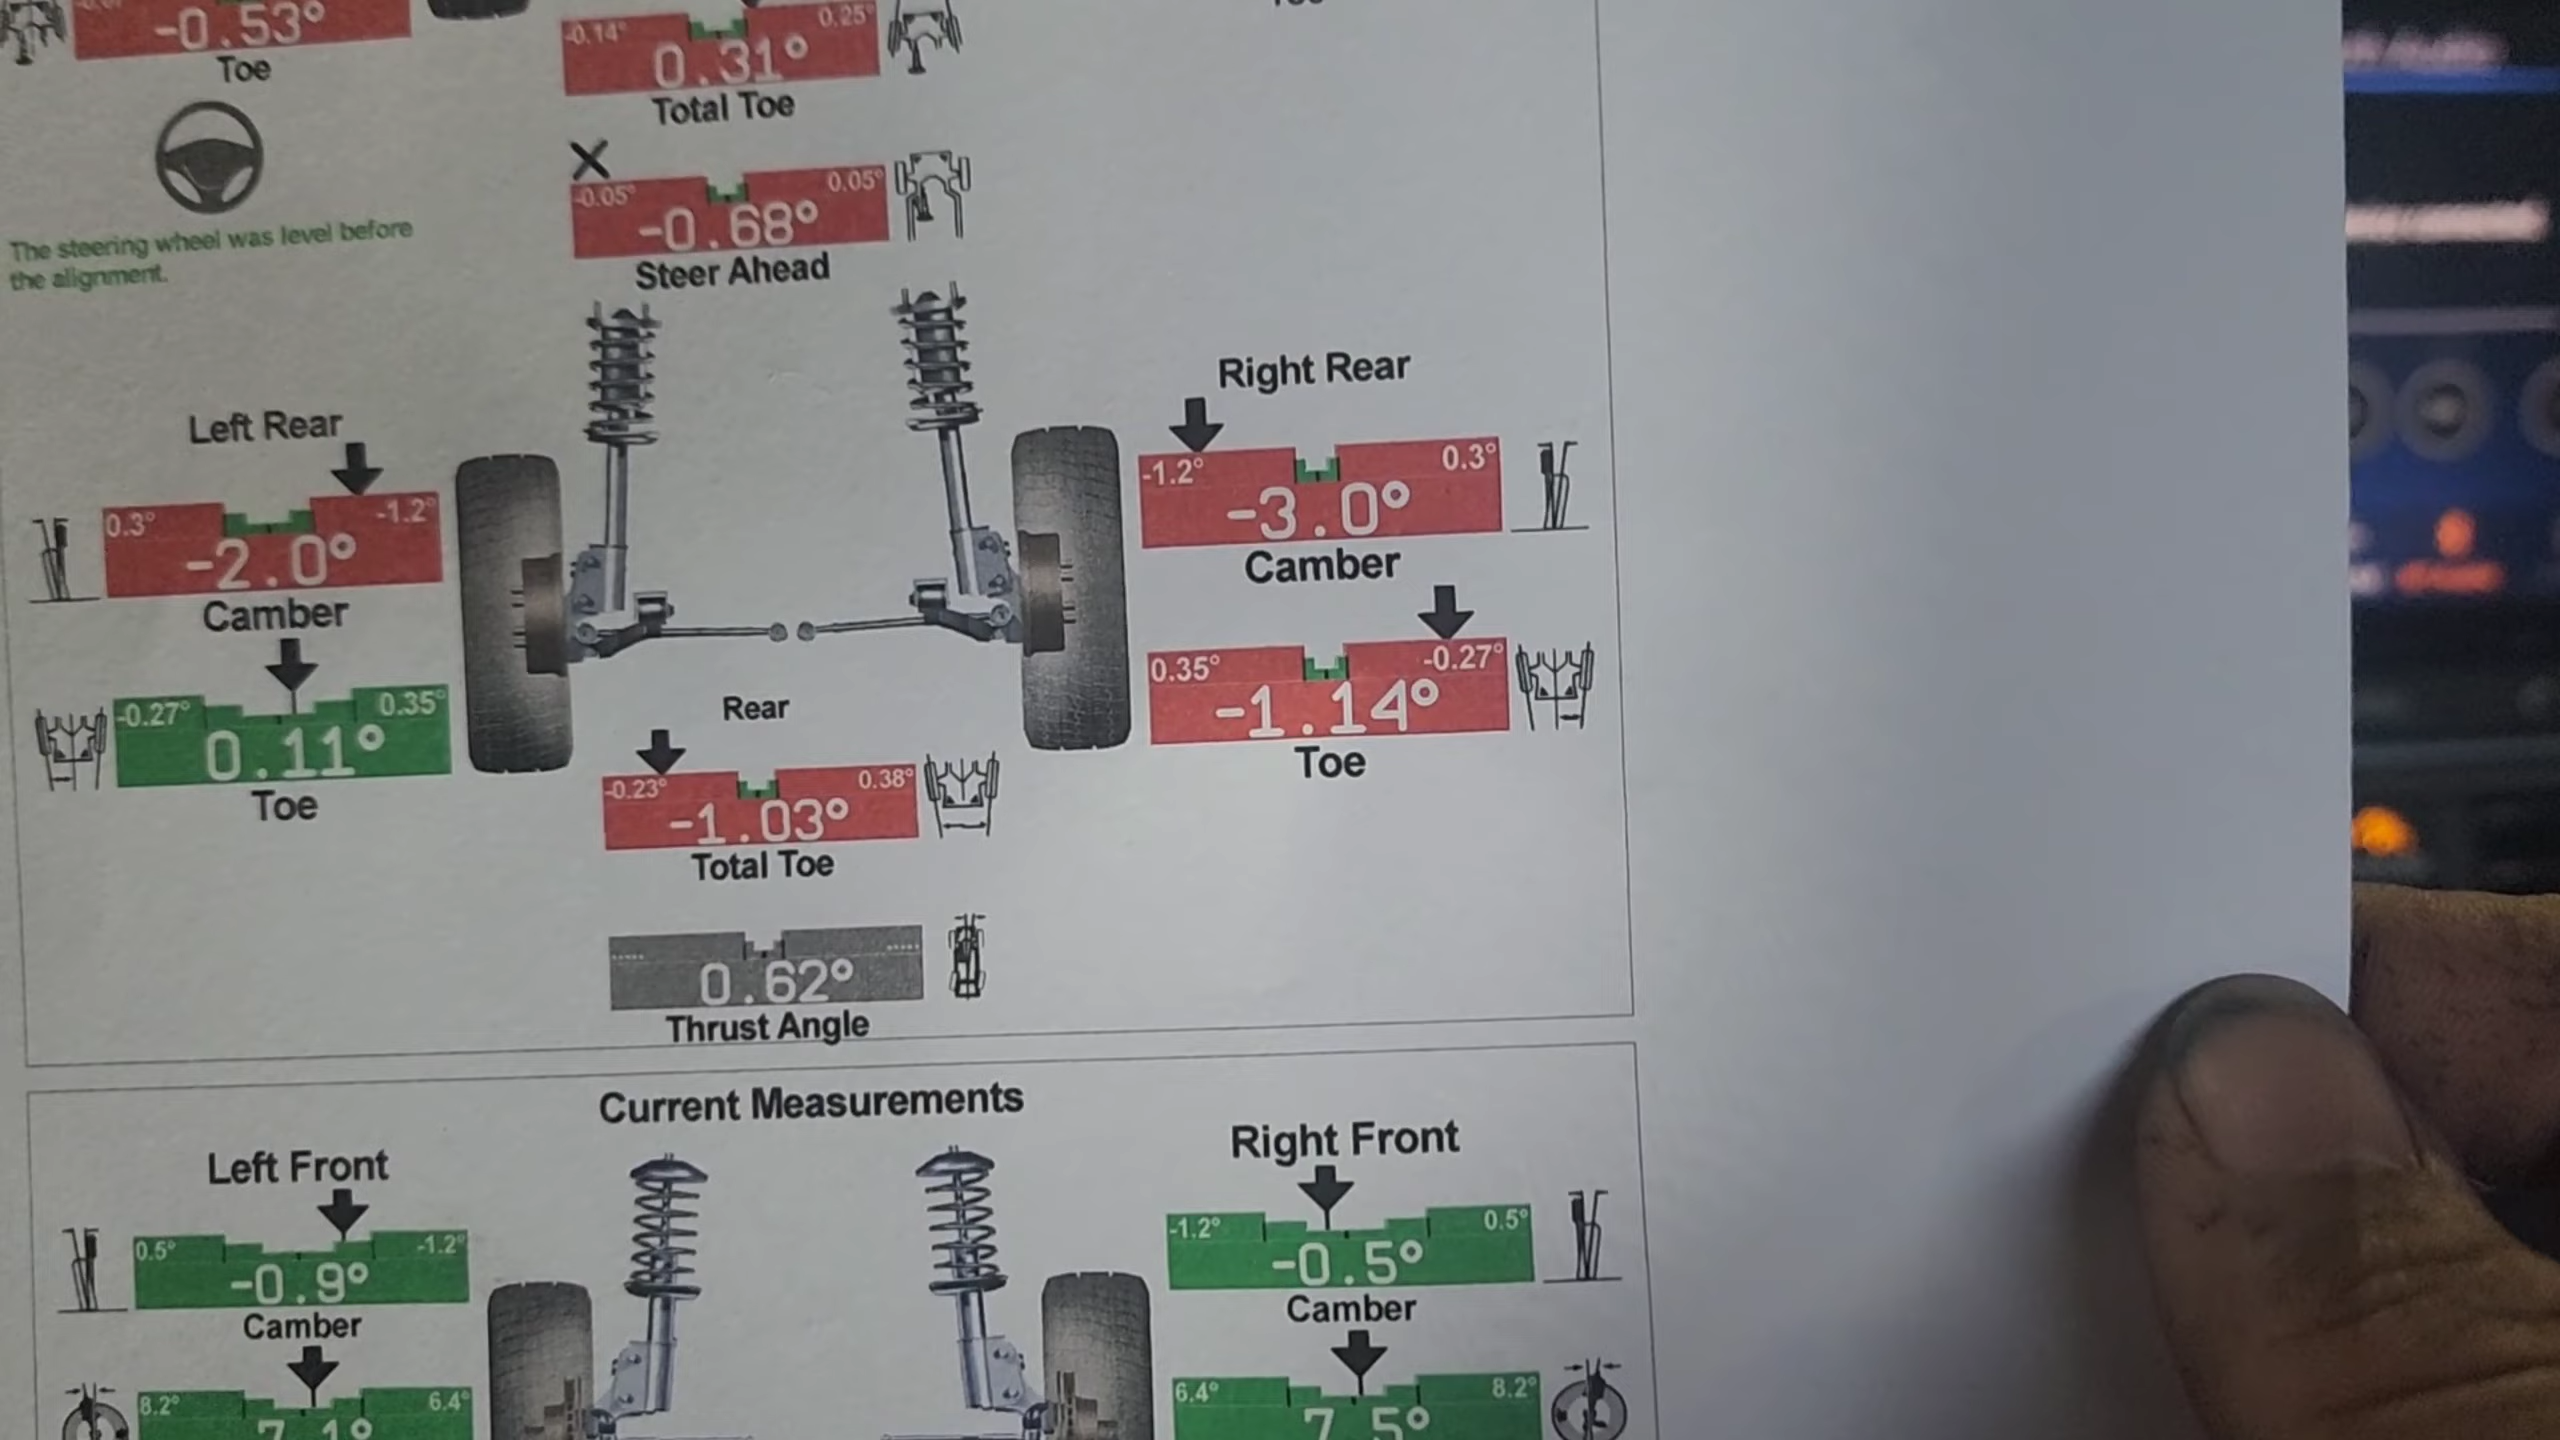 -0.53°
Toe
-0.14° 0.25°
0.31°
Total Toe
The steering wheel was level before
the alignment.
-0.05° 0.05°
-0.68°
Steer Ahead
Left Rear
0.3° -1.2°
-2.0°
Camber
-0.27° 0.35°
0.11°
Toe
Right Rear
-1.2° 0.3°
-3.0°
Camber
0.35° -0.27°
-1.14°
Toe
Rear
-0.23° 0.38°
-1.03°
Total Toe
0.62°
Thrust Angle
Current Measurements
Left Front
0.5° -1.2°
-0.9°
Camber
8.2° 6.4°
7.1°
Right Front
-1.2° 0.5°
-0.5°
Camber
6.4° 8.2°
7.5°